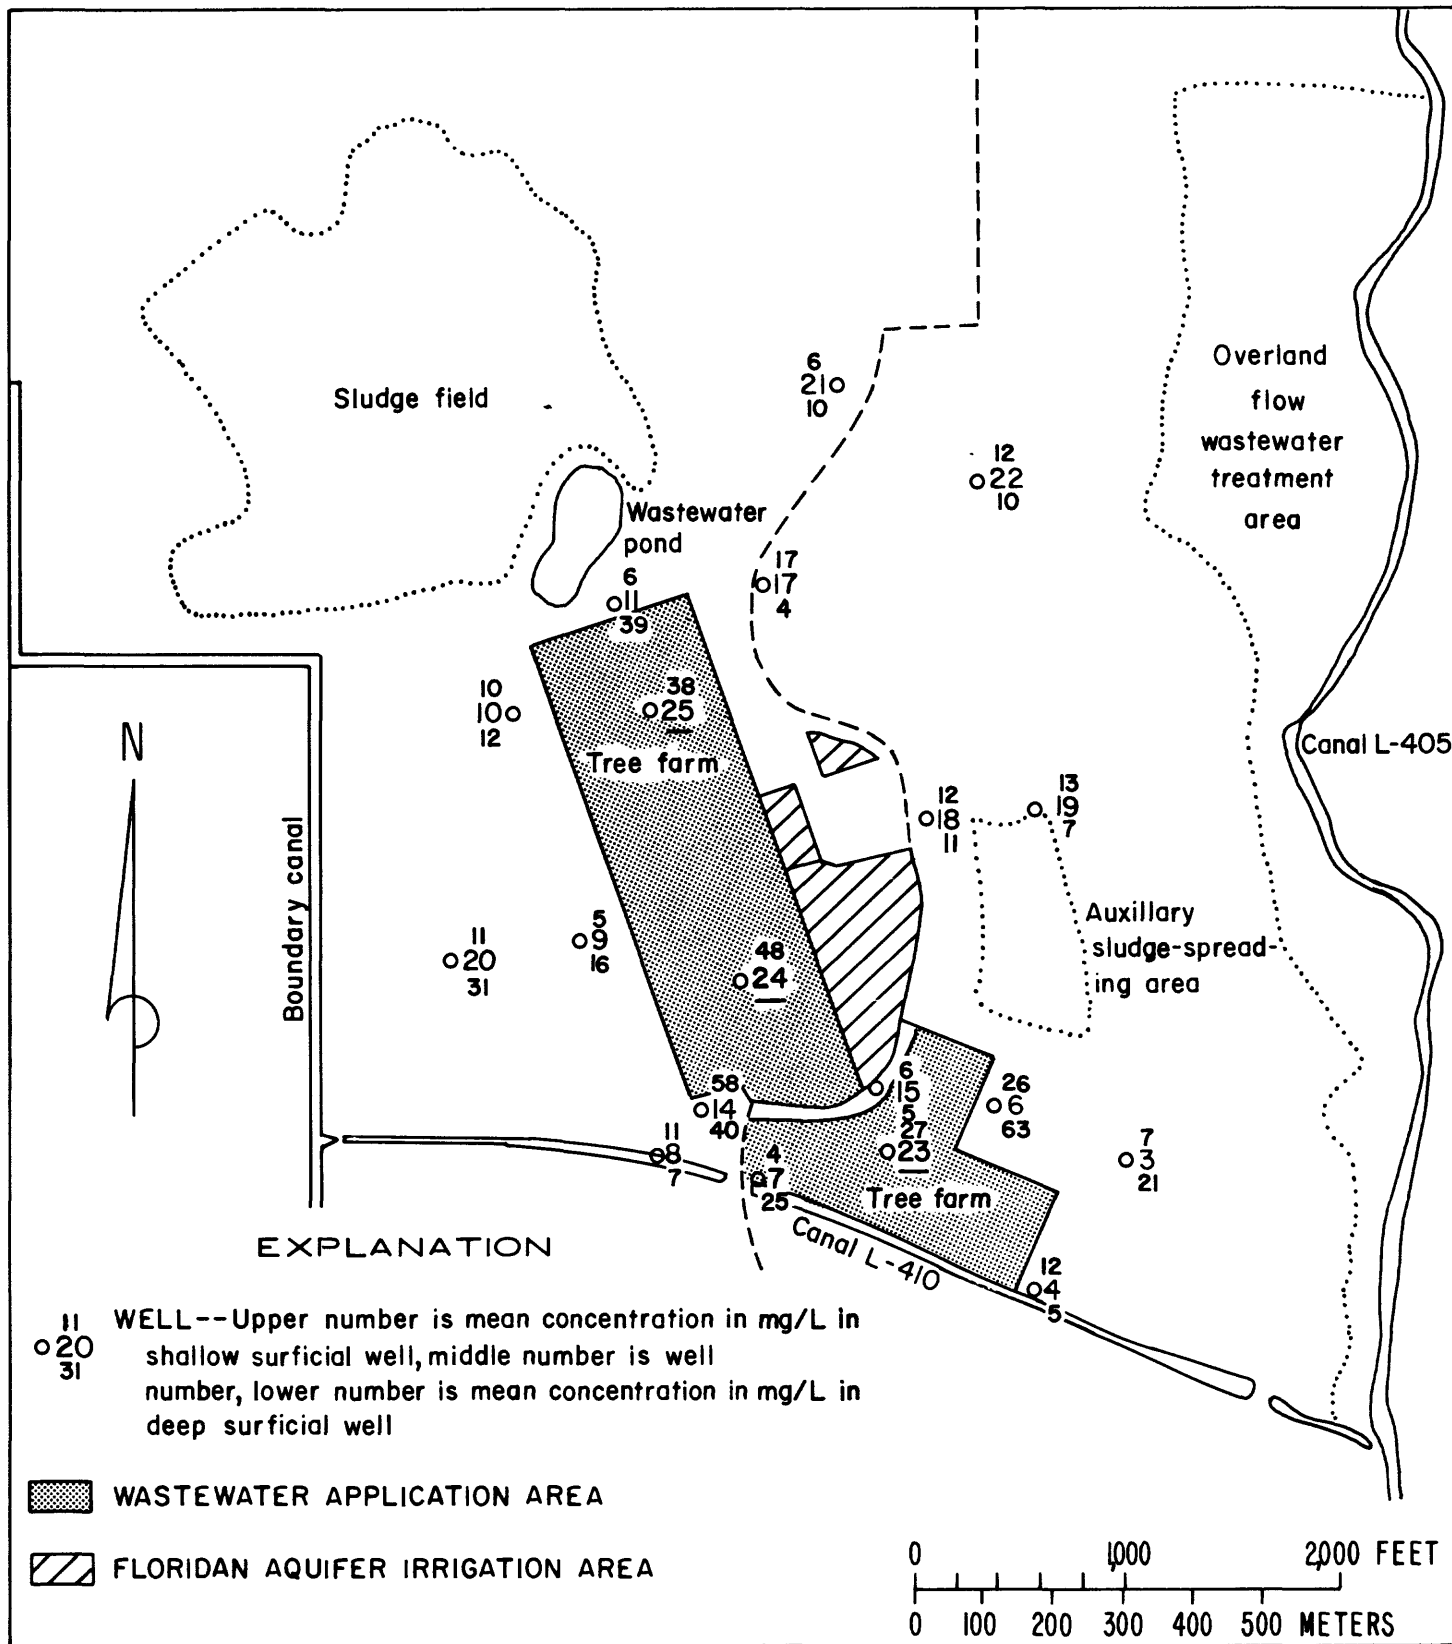 Sludge field
6
21
10
Overland
flow
wastewater
treatment
area
12
22
10
Wastewater
pond
17
17
4
6
11
39
10
10
12
38
25
Tree farm
N
Canal L-405
12
18
11
13
19
7
Boundary canal
11
20
31
5
9
16
48
24
Auxillary
sludge-spread-
ing area
58
14
40
6
15
5
26
6
63
27
23
Tree farm
11
8
7
4
7
25
7
3
21
Canal L-410
12
4
5
EXPLANATION
11
20
31
WELL--Upper number is mean concentration in mg/L in
shallow surficial well, middle number is well
number, lower number is mean concentration in mg/L in
deep surficial well
WASTEWATER APPLICATION AREA
FLORIDAN AQUIFER IRRIGATION AREA
0 1,000 2,000 FEET
0 100 200 300 400 500 METERS